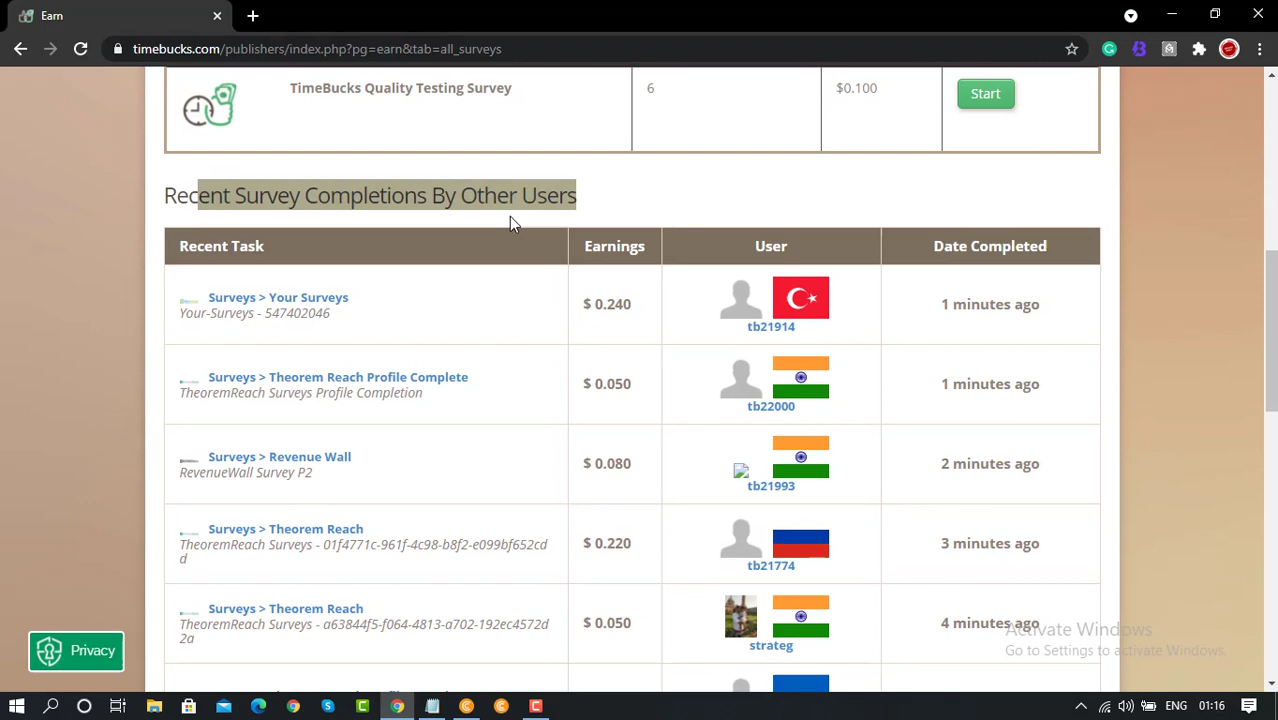 Earn
timebucks.com/publishers/index.php?pg=earn&tab=all_surveys
TimeBucks Quality Testing Survey 6 $0.100 Start
Recent Survey Completions By Other Users
Recent Task Earnings User Date Completed
Surveys > Your Surveys
Your-Surveys - 547402046
$ 0.240
tb21914
1 minutes ago
Surveys > Theorem Reach Profile Complete
TheoremReach Surveys Profile Completion
$ 0.050
tb22000
1 minutes ago
Surveys > Revenue Wall
RevenueWall Survey P2
$ 0.080
tb21993
2 minutes ago
Surveys > Theorem Reach
TheoremReach Surveys - 01f4771c-961f-4c98-b8f2-e099bf652cd
d
$ 0.220
tb21774
3 minutes ago
Surveys > Theorem Reach
TheoremReach Surveys - a63844f5-f064-4813-a702-192ec4572d
2a
$ 0.050
strateg
4 minutes ago
Activate Windows
Go to Settings to activate Windows.
Privacy
ENG 01:16